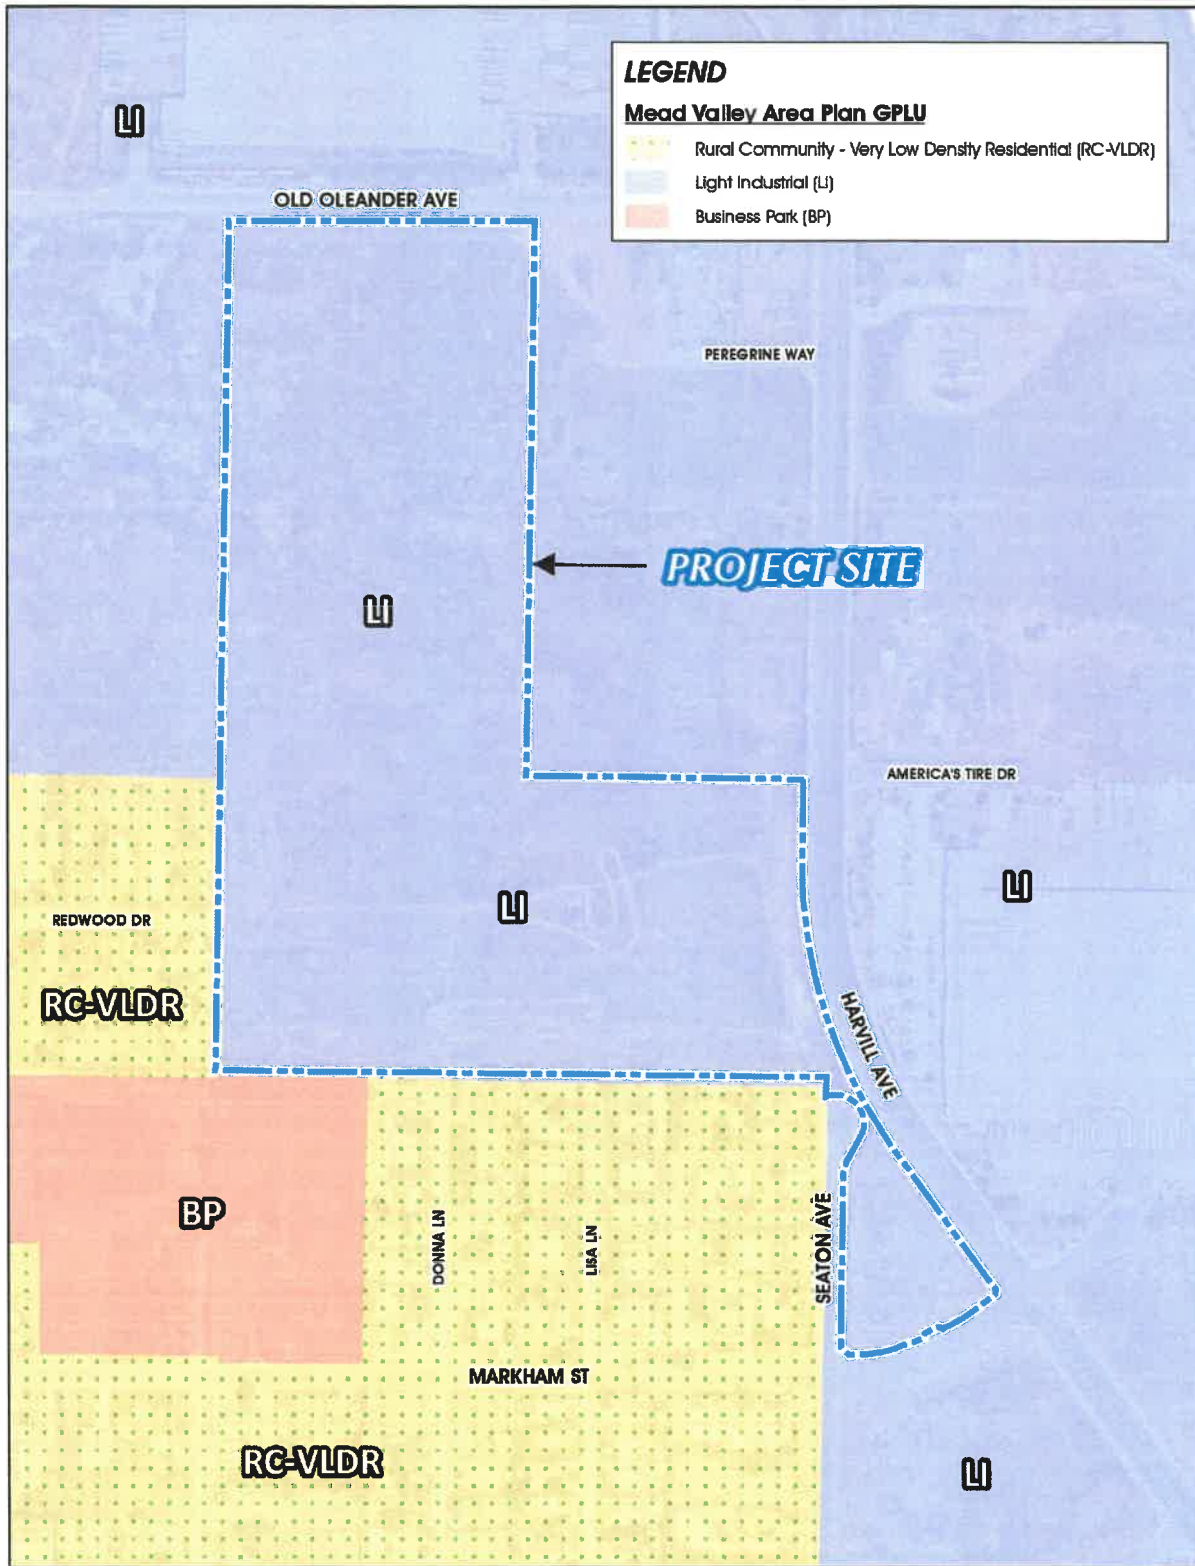 LEGEND
Mead Valley Area Plan GPLU
Rural Community - Very Low Density Residential (RC-VLDR)
Light Industrial (LI)
Business Park (BP)
LI
OLD OLEANDER AVE
PEREGRINE WAY
PROJECT SITE
LI
AMERICA'S TIRE DR
LI
LI
REDWOOD DR
RC-VLDR
HARVILL AVE
BP
DONNA LN
LISA LN
SEATON AVE
MARKHAM ST
RC-VLDR
LI